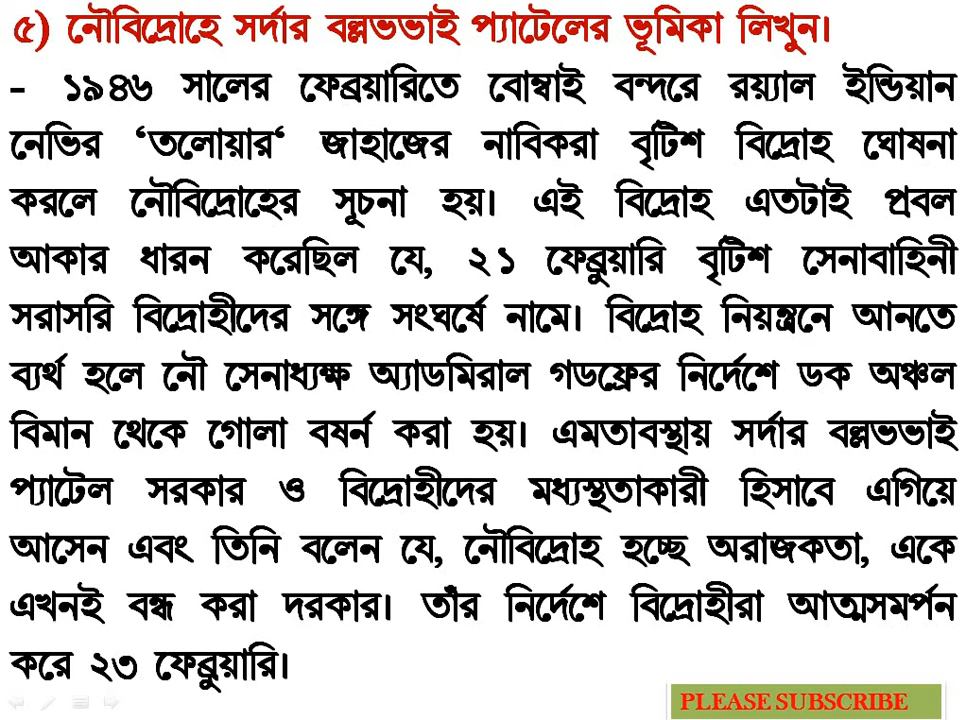 ৫) নৌবিদ্রোহে সর্দার বল্লভভাই প্যাটেলের ভূমিকা লিখুন।
- ১৯৪৬ সালের ফেব্রয়ারিতে বোম্বাই বন্দরে রয়্যাল ইন্ডিয়ান
নেভির ‘তলোয়ার‘ জাহাজের নাবিকরা বৃটিশ বিদ্রোহ ঘোষনা
করলে নৌবিদ্রোহের সূচনা হয়। এই বিদ্রোহ এতটাই প্রবল
আকার ধারন করেছিল যে, ২১ ফেব্রুয়ারি বৃটিশ সেনাবাহিনী
সরাসরি বিদ্রোহীদের সঙ্গে সংঘর্ষে নামে। বিদ্রোহ নিয়ন্ত্রনে আনতে
ব্যর্থ হলে নৌ সেনাধ্যক্ষ অ্যাডমিরাল গডফ্রের নির্দেশে ডক অঞ্চল
বিমান থেকে গোলা বষর্ন করা হয়। এমতাবস্থায় সর্দার বল্লভভাই
প্যাটেল সরকার ও বিদ্রোহীদের মধ্যস্থতাকারী হিসাবে এগিয়ে
আসেন এবং তিনি বলেন যে, নৌবিদ্রোহ হচ্ছে অরাজকতা, একে
এখনই বন্ধ করা দরকার। তাঁর নির্দেশে বিদ্রোহীরা আত্মসমর্পন
করে ২৩ ফেব্রুয়ারি।
PLEASE SUBSCRIBE